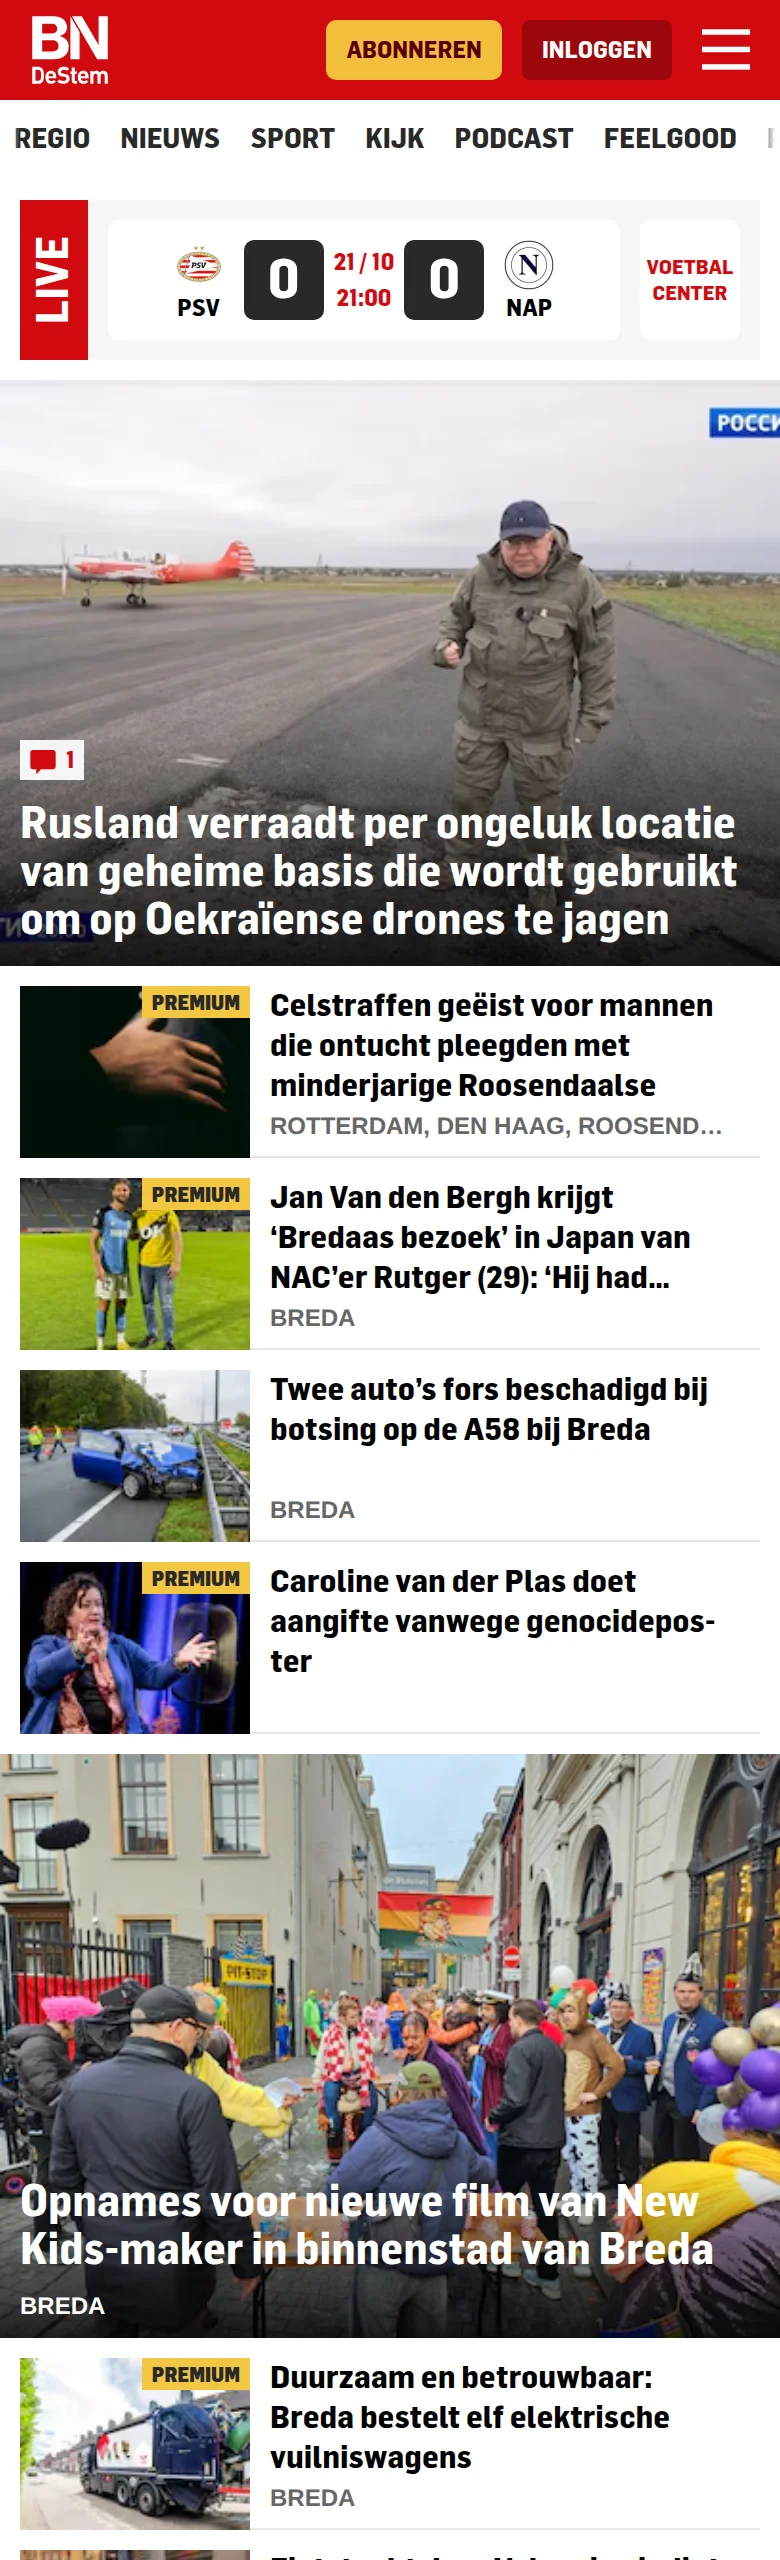 BN
DeStem
ABONNEREN
INLOGGEN
REGIO NIEUWS SPORT KIJK PODCAST FEELGOOD
LIVE
PSV
PSV
0
21 / 10
21:00
0
N
NAP
VOETBAL
CENTER
РОССИ
1
Rusland verraadt per ongeluk locatie
van geheime basis die wordt gebruikt
om op Oekraïense drones te jagen
PREMIUM
Celstraffen geëist voor mannen
die ontucht pleegden met
minderjarige Roosendaalse
ROTTERDAM, DEN HAAG, ROOSEND...
PREMIUM
Jan Van den Bergh krijgt
‘Bredaas bezoek’ in Japan van
NAC’er Rutger (29): ‘Hij had...
BREDA
Twee auto’s fors beschadigd bij
botsing op de A58 bij Breda
BREDA
PREMIUM
Caroline van der Plas doet
aangifte vanwege genocidepos-
ter
PIT-STOP
Opnames voor nieuwe film van New
Kids-maker in binnenstad van Breda
BREDA
PREMIUM
Duurzaam en betrouwbaar:
Breda bestelt elf elektrische
vuilniswagens
BREDA